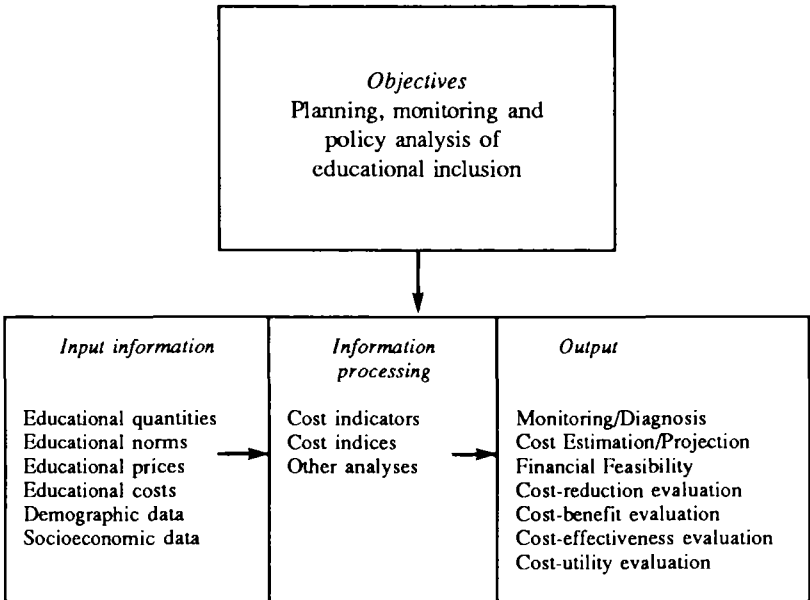 Objectives
Planning, monitoring and
policy analysis of
educational inclusion
Input information
Educational quantities
Educational norms
Educational prices
Educational costs
Demographic data
Socioeconomic data
Information
processing
Cost indicators
Cost indices
Other analyses
Output
Monitoring/Diagnosis
Cost Estimation/Projection
Financial Feasibility
Cost-reduction evaluation
Cost-benefit evaluation
Cost-effectiveness evaluation
Cost-utility evaluation